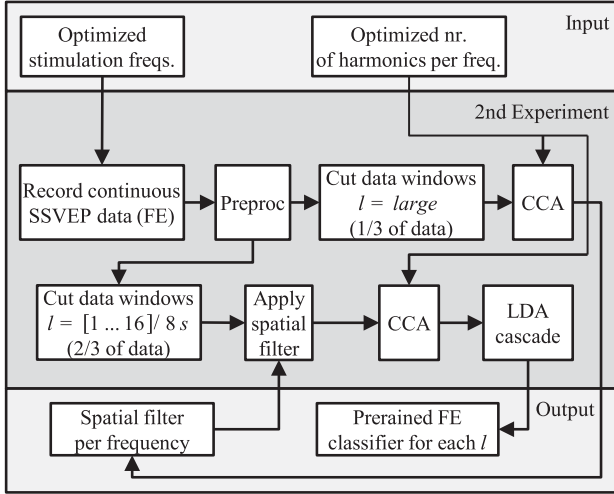 Input
Optimized
stimulation freqs.
Optimized nr.
of harmonics per freq.
2nd Experiment
Record continuous
SSVEP data (FE)
Preproc
Cut data windows
l = large
(1/3 of data)
CCA
Cut data windows
l = [1 ... 16]/ 8 s
(2/3 of data)
Apply
spatial
filter
CCA
LDA
cascade
Output
Spatial filter
per frequency
Prerained FE
classifier for each l